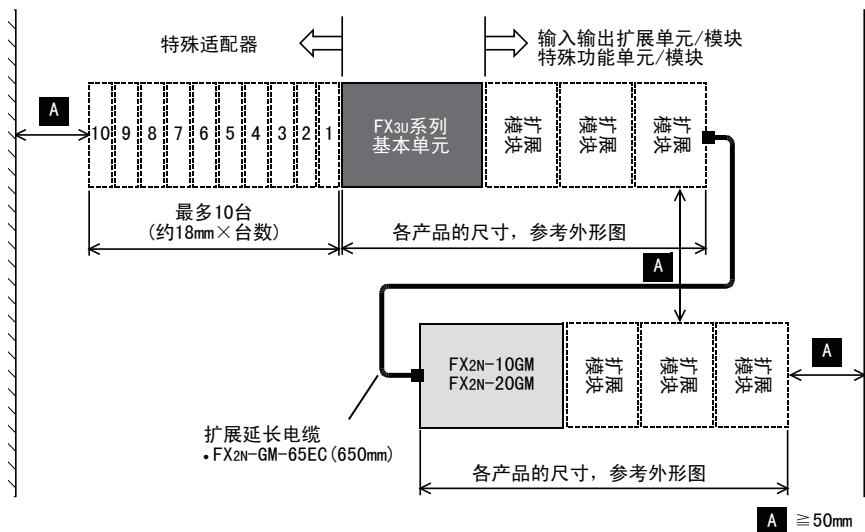 特殊适配器
输入输出扩展单元/模块
特殊功能单元/模块
A
10 9 8 7 6 5 4 3 2 1
FX3U系列
基本单元
扩展
模块
扩展
模块
扩展
模块
最多10台
(约18mm×台数)
各产品的尺寸，参考外形图
A
FX2N-10GM
FX2N-20GM
扩展
模块
扩展
模块
扩展
模块
A
扩展延长电缆
•FX2N-GM-65EC(650mm)
各产品的尺寸，参考外形图
A ≧50mm